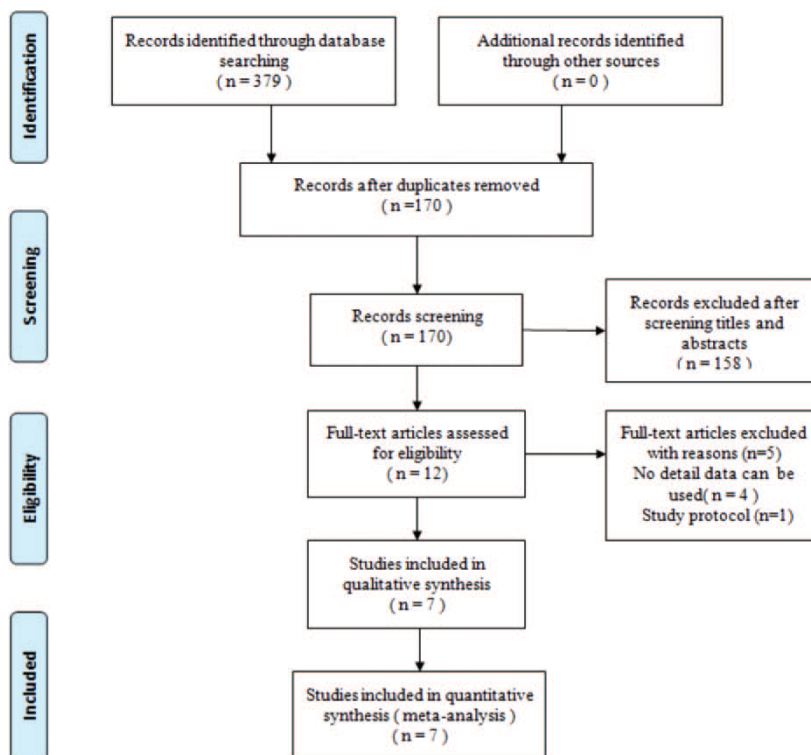 Identification
Records identified through database
searching
( n = 379 )
Additional records identified
through other sources
( n = 0 )
Records after duplicates removed
( n =170 )
Screening
Records screening
( n = 170)
Records excluded after
screening titles and
abstracts
( n = 158 )
Eligibility
Full-text articles assessed
for eligibility
( n = 12)
Full-text articles excluded
with reasons (n=5)
No detail data can be
used( n = 4 )
Study protocol (n=1)
Studies included in
qualitative synthesis
( n = 7 )
Included
Studies included in quantitative
synthesis ( meta-analysis )
( n = 7 )